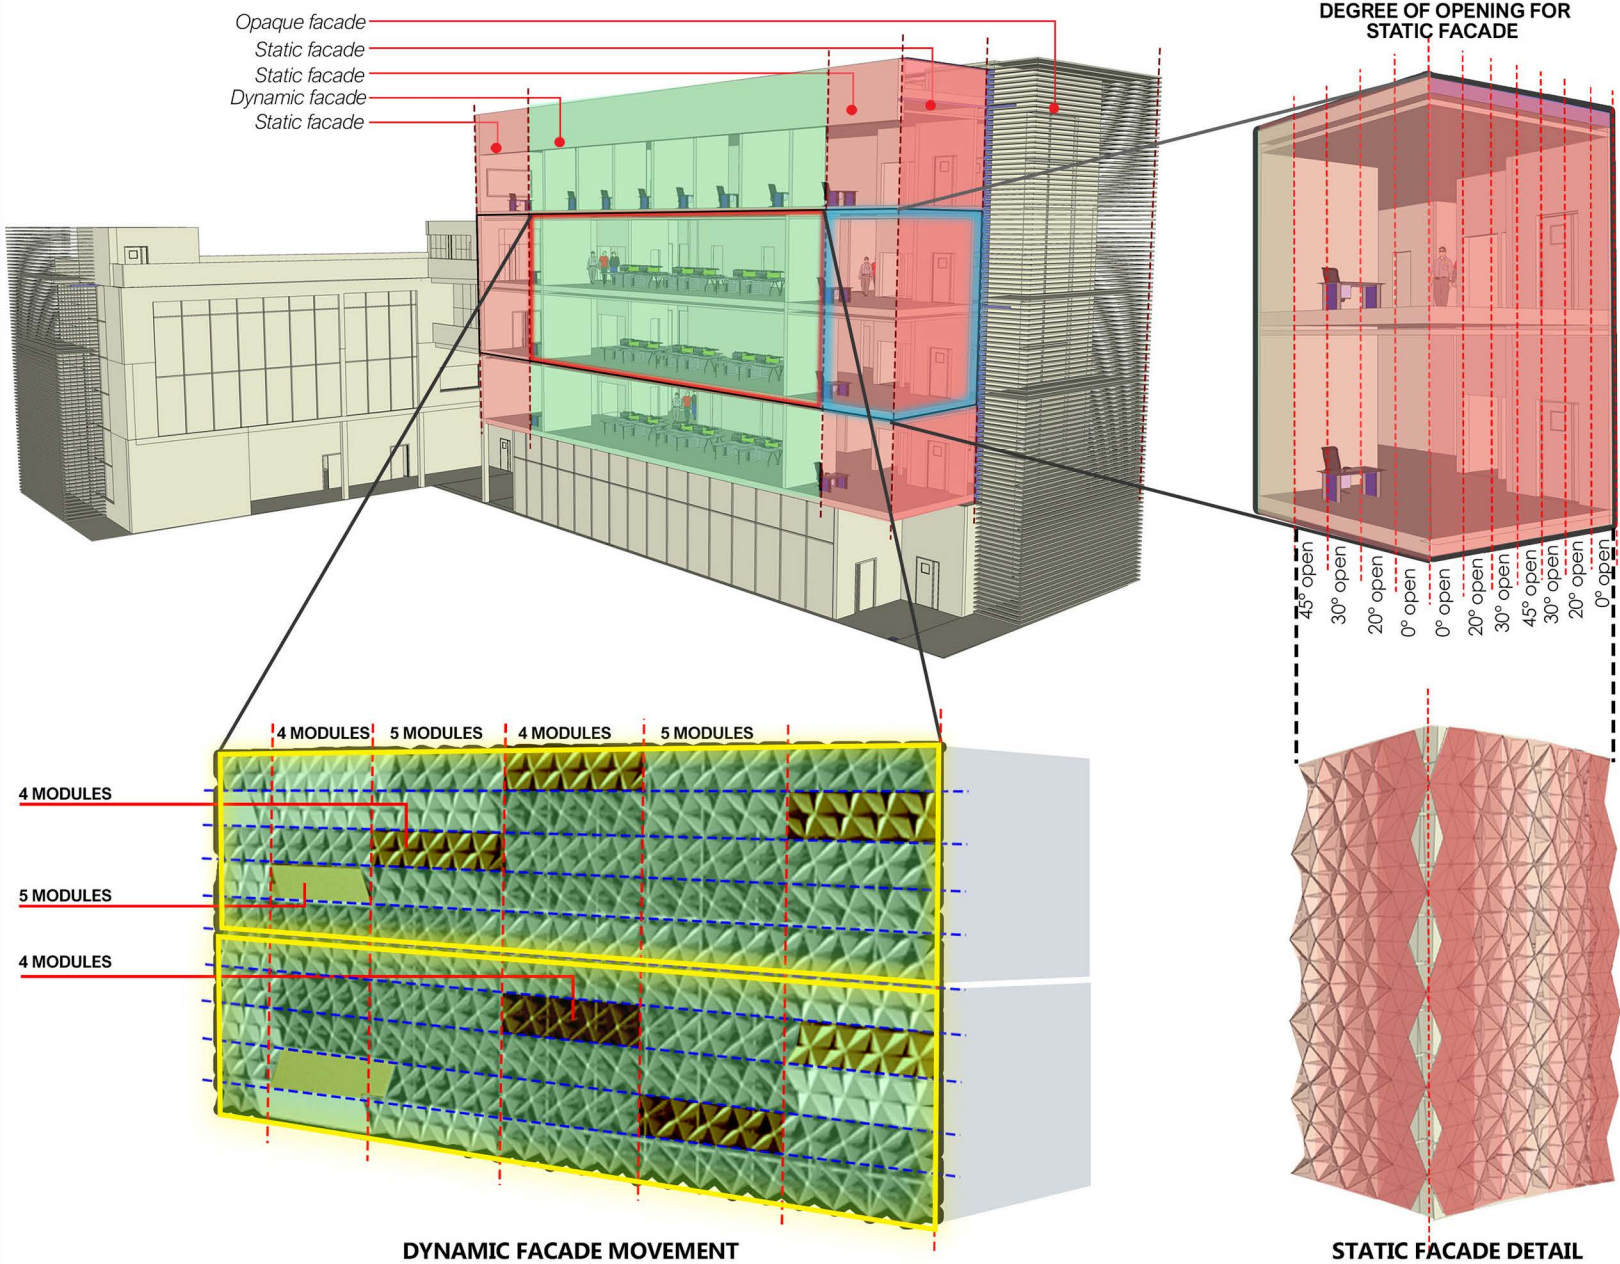 Opaque facade
Static facade
Static facade
Dynamic facade
Static facade
DEGREE OF OPENING FOR
STATIC FACADE
45° open
30° open
20° open
0° open
0° open
20° open
30° open
45° open
30° open
20° open
0° open
4 MODULES
5 MODULES
4 MODULES
5 MODULES
4 MODULES
5 MODULES
4 MODULES
DYNAMIC FACADE MOVEMENT
STATIC FACADE DETAIL